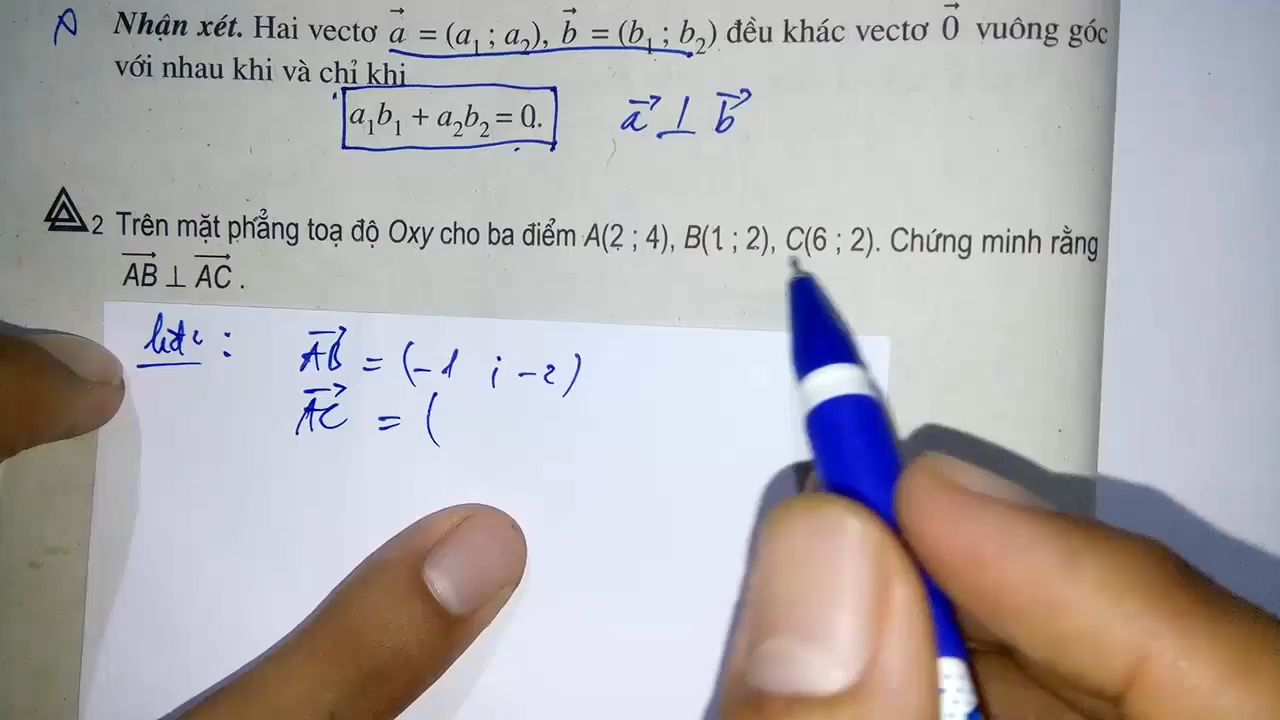 Nhận xét. Hai vectơ a⃗ = (a₁ ; a₂), b⃗ = (b₁ ; b₂) đều khác vectơ 0⃗ vuông góc
với nhau khi và chỉ khi
a₁b₁ + a₂b₂ = 0. a⃗ ⊥ b⃗
2 Trên mặt phẳng toạ độ Oxy cho ba điểm A(2 ; 4), B(1 ; 2), C(6 ; 2). Chứng minh rằng
AB⃗ ⊥ AC⃗ .
: AB⃗ = (-1 ; -2)
AC⃗ = (